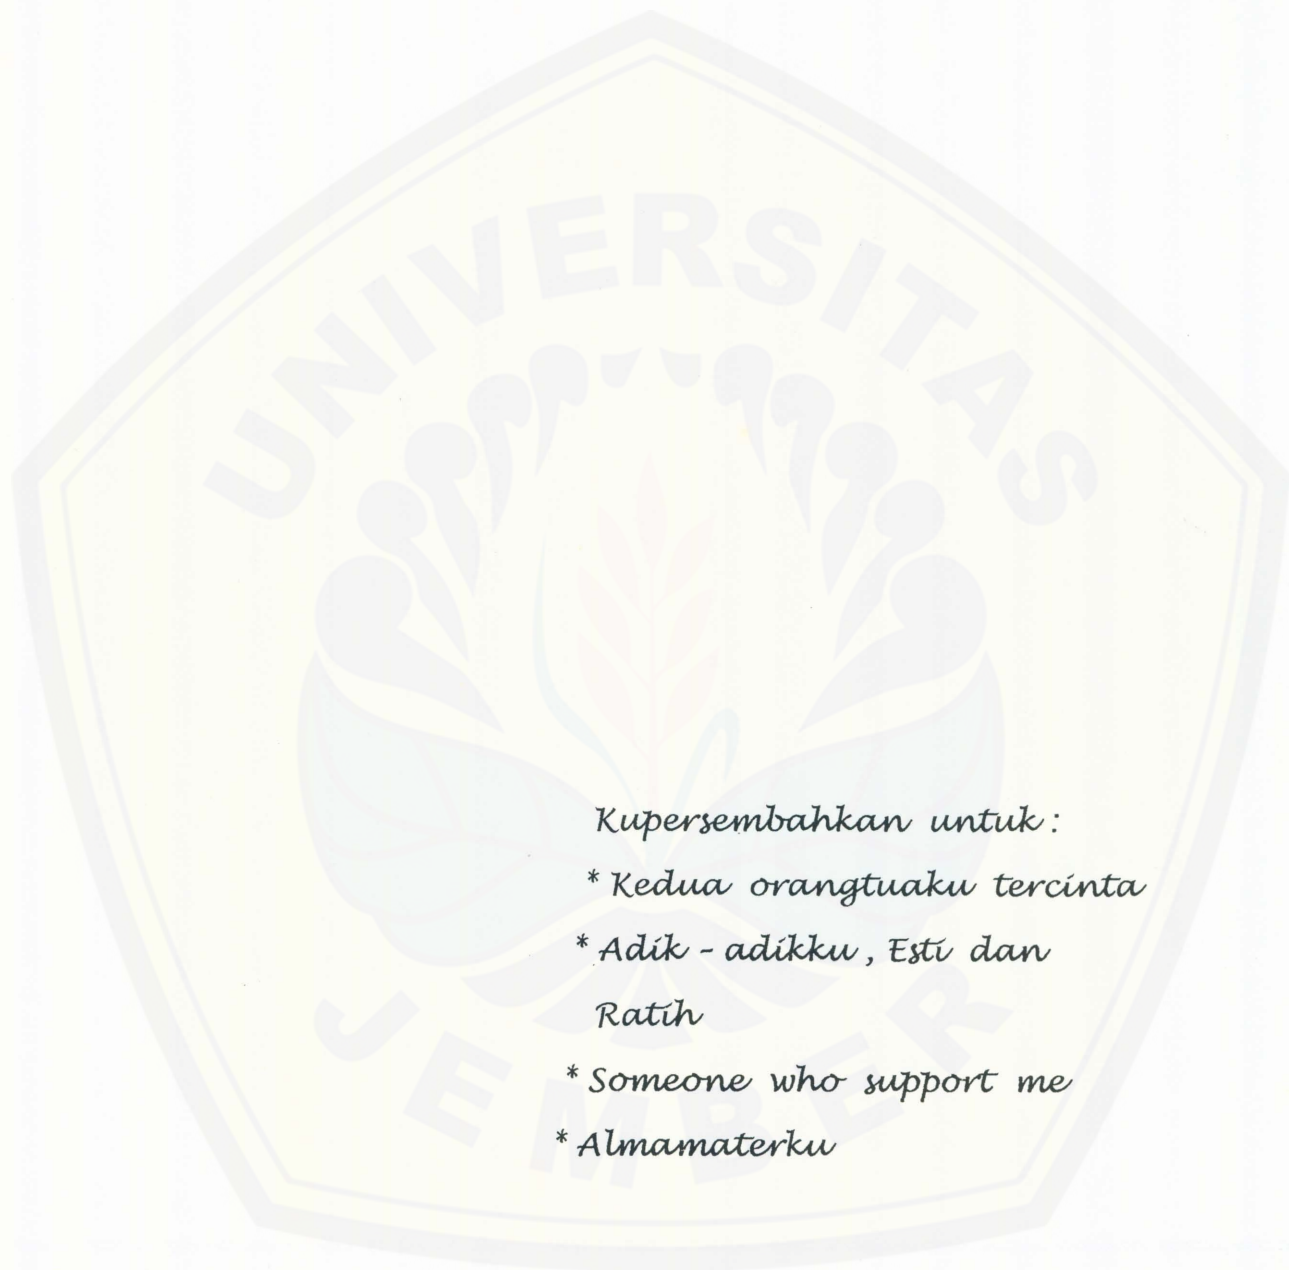 UNIVERSITAS
Kupersembahkan untuk :
* Kedua orangtuaku tercinta
* Adik - adikku , Esti dan
Ratih
* Someone who support me
* Almamaterku
JEMBER